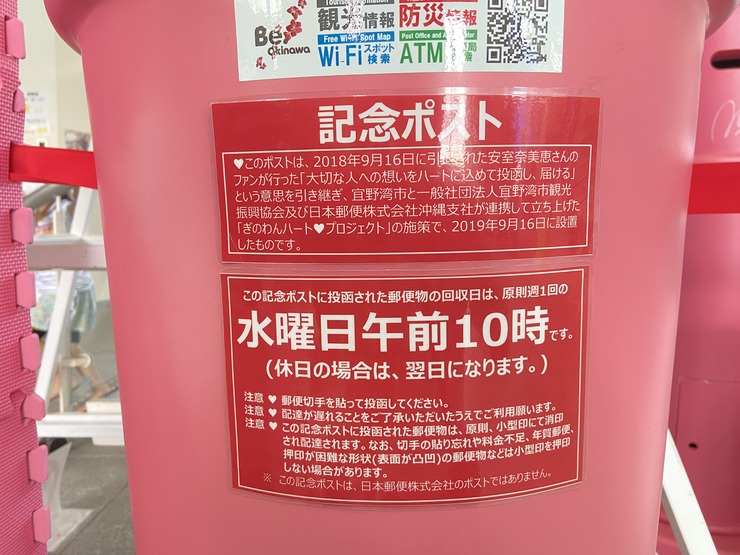 Be.
Okinawa
観光情報
防災情報
Free Wi-Fi Spot Map
Wi-Fi スポット検索
ATM
記念ポスト
♥このポストは、2018年9月16日に引退された安室奈美恵さんの
ファンが行った「大切な人への想いをハートに込めて投函し、届ける」
という意思を引き継ぎ、宜野湾市と一般社団法人宜野湾市観光
振興協会及び日本郵便株式会社沖縄支社が連携して立ち上げた
「ぎのわんハート♥プロジェクト」の施策で、2019年9月16日に設置
したものです。
この記念ポストに投函された郵便物の回収日は、原則週1回の
水曜日午前10時です。
(休日の場合は、翌日になります。)
注意 ♥ 郵便切手を貼って投函してください。
注意 ♥ 配達が遅れることをご了承いただいたうえでご利用願います。
注意 ♥ この記念ポストに投函された郵便物は、原則、小型印にて消印
され配達されます。なお、切手の貼り忘れや料金不足、年賀郵便、
押印が困難な形状(表面が凸凹)の郵便物などは小型印を押印
しない場合があります。
※ この記念ポストは、日本郵便株式会社のポストではありません。